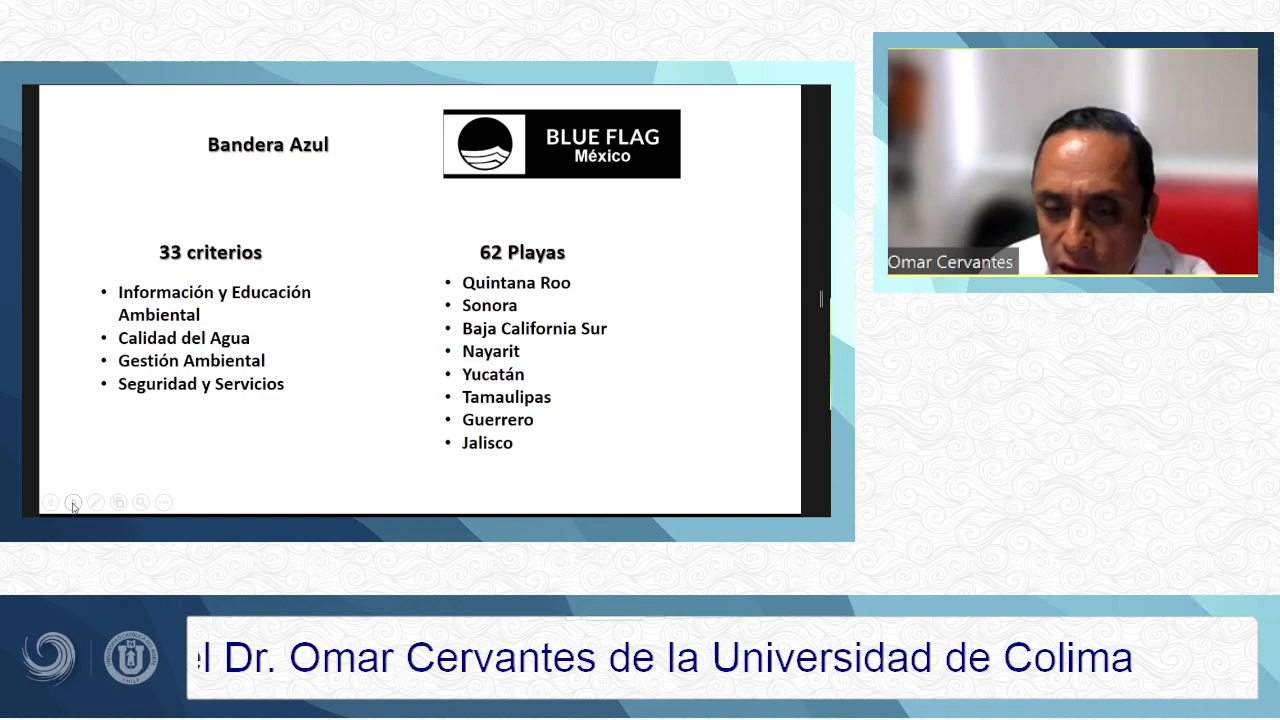 Bandera Azul
BLUE FLAG
México
33 criterios
• Información y Educación
Ambiental
• Calidad del Agua
• Gestión Ambiental
• Seguridad y Servicios
62 Playas
• Quintana Roo
• Sonora
• Baja California Sur
• Nayarit
• Yucatán
• Tamaulipas
• Guerrero
• Jalisco
Omar Cervantes
l Dr. Omar Cervantes de la Universidad de Colima